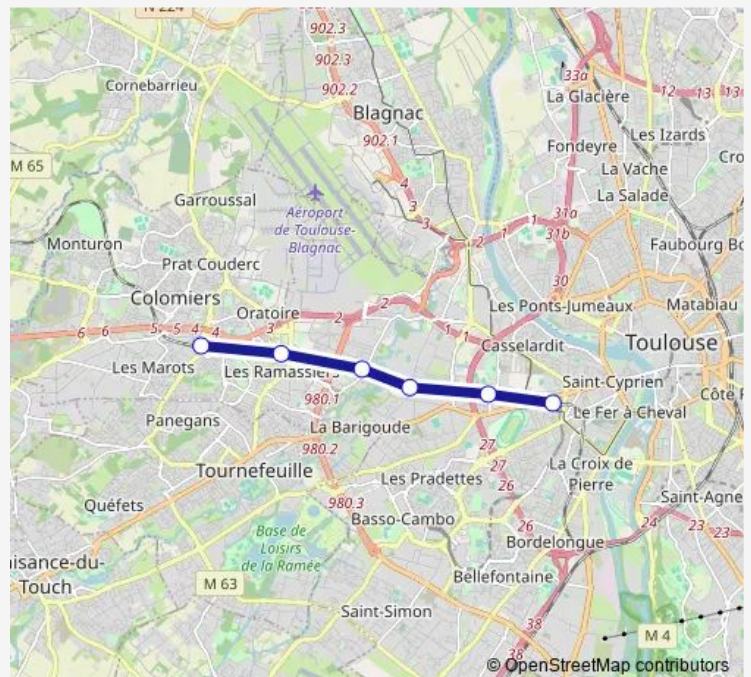 N 224
902.3
902.3
902.2
Cornebarrieu
Blagnac
902.1
33a
La Glacière
12
13
13
Les Izards
Fondeyre
La Vache
Cro
La Salade
M 65
4
3
3
Garroussal
Aéroport
de Toulouse-
Blagnac
2
1
1
31a
31b
Monturon
Faubourg Bo
Prat Couderc
30
Colomiers
Oratoire
Les Ponts-Jumeaux
Matabiau
6
6
5
5
4
4
3
2
2
1
1
Casselardit
Toulouse
Les Marots
Les Ramassiers
Saint-Cyprien
Côte P
980.1
Le Fer à Cheval
Panegans
La Barigoude
27
980.2
Tournefeuille
27
La Croix de
Pierre
Les Pradettes
26
980.3
Saint-Agne
Quéfets
Basso-Cambo
26
24
23
23
Base de
Loisirs
de la Ramée
Bordelongue
isance-du-
Touch
Bellefontaine
M 63
Saint-Simon
38
M 4
38
© OpenStreetMap contributors